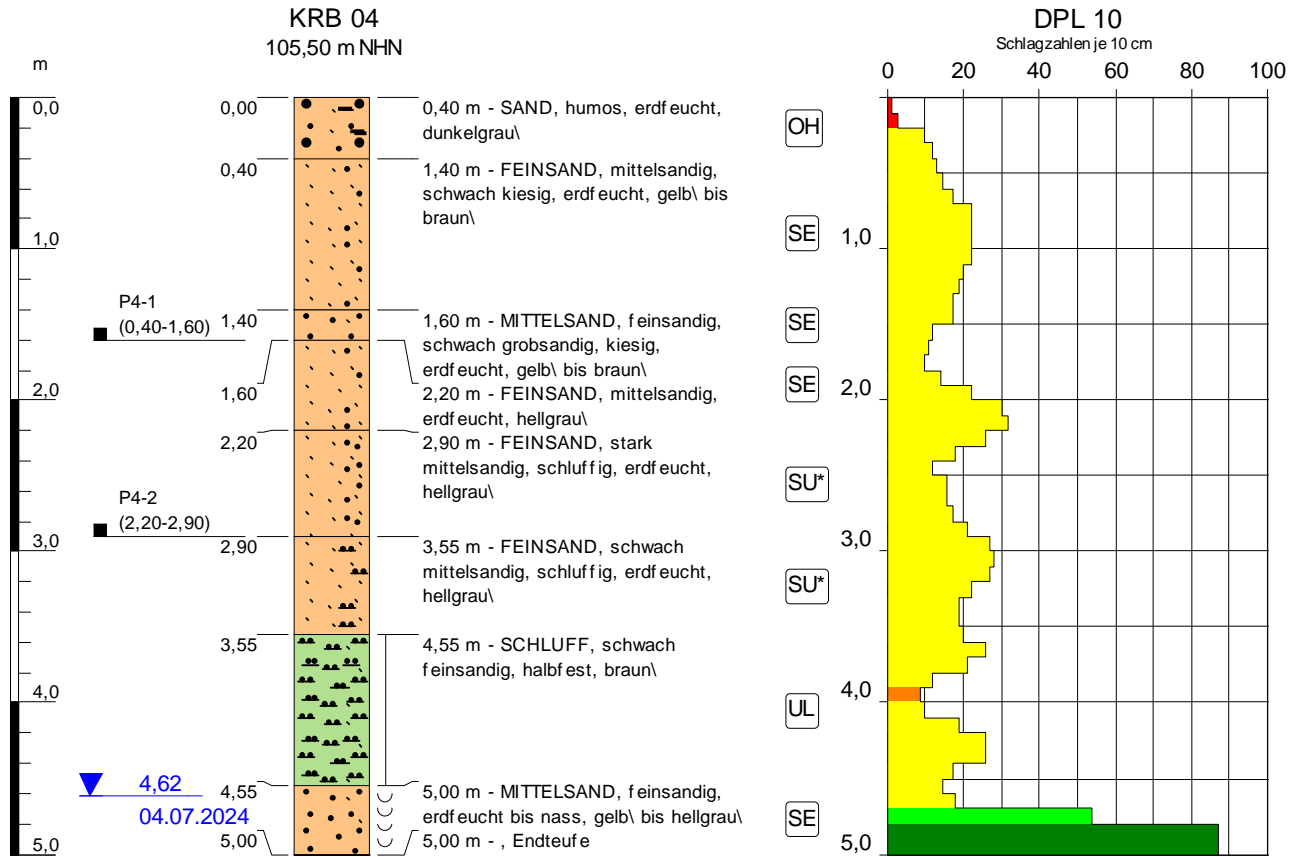 KRB 04
105,50 m NHN
m
0,0
1,0
2,0
3,0
4,0
5,0
P4-1
(0,40-1,60)
P4-2
(2,20-2,90)
4,62
04.07.2024
0,00
0,40
1,40
1,60
2,20
2,90
3,55
4,55
5,00
0,40 m - SAND, humos, erdfeucht,
dunkelgrau\
1,40 m - FEINSAND, mittelsandig,
schwach kiesig, erdfeucht, gelb\ bis
braun\
1,60 m - MITTELSAND, feinsandig,
schwach grobsandig, kiesig,
erdfeucht, gelb\ bis braun\
2,20 m - FEINSAND, mittelsandig,
erdfeucht, hellgrau\
2,90 m - FEINSAND, stark
mittelsandig, schluffig, erdfeucht,
hellgrau\
3,55 m - FEINSAND, schwach
mittelsandig, schluffig, erdfeucht,
hellgrau\
4,55 m - SCHLUFF, schwach
feinsandig, halbfest, braun\
5,00 m - MITTELSAND, feinsandig,
erdfeucht bis nass, gelb\ bis hellgrau\
5,00 m - , Endteufe
OH
SE
SE
SE
SU*
SU*
UL
SE
DPL 10
Schlagzahlen je 10 cm
0 20 40 60 80 100
1,0
2,0
3,0
4,0
5,0